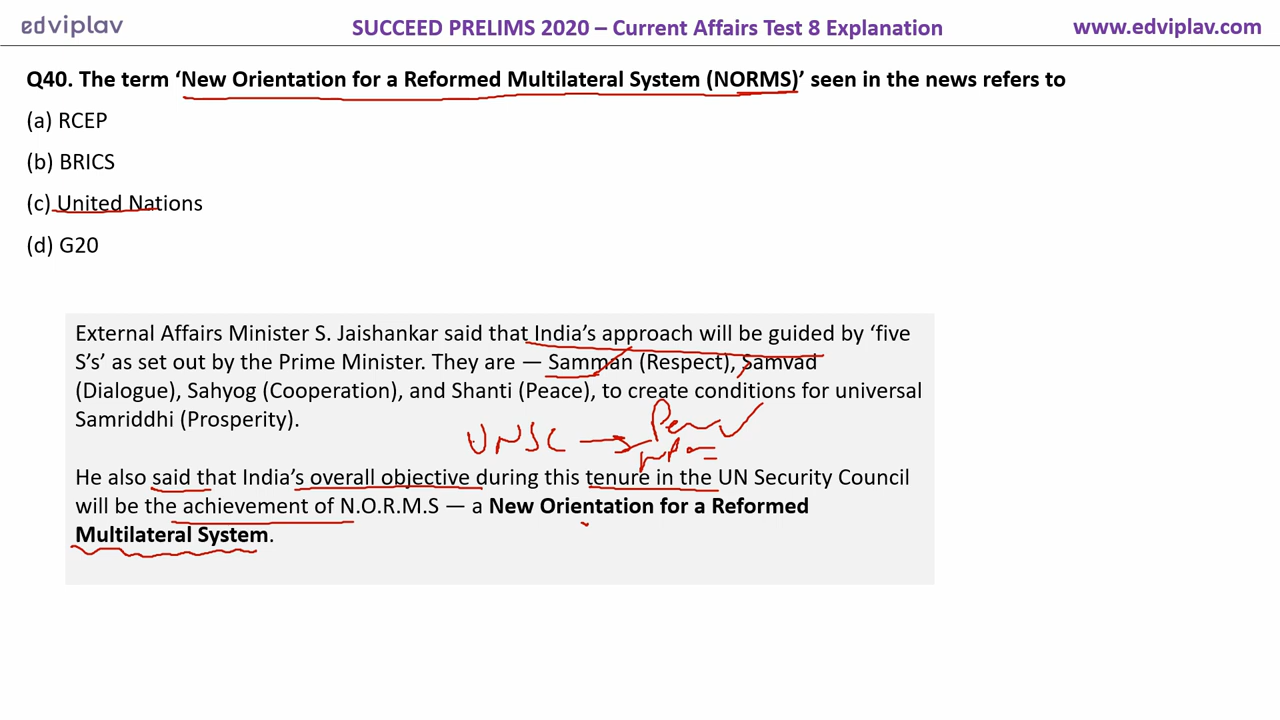 edviplav
SUCCEED PRELIMS 2020 – Current Affairs Test 8 Explanation
www.edviplav.com
Q40. The term ‘New Orientation for a Reformed Multilateral System (NORMS)’ seen in the news refers to
(a) RCEP
(b) BRICS
(c) United Nations
(d) G20
External Affairs Minister S. Jaishankar said that India’s approach will be guided by ‘five
S’s’ as set out by the Prime Minister. They are — Samman (Respect), Samvad
(Dialogue), Sahyog (Cooperation), and Shanti (Peace), to create conditions for universal
Samriddhi (Prosperity).
UNSC
He also said that India’s overall objective during this tenure in the UN Security Council
will be the achievement of N.O.R.M.S — a New Orientation for a Reformed
Multilateral System.